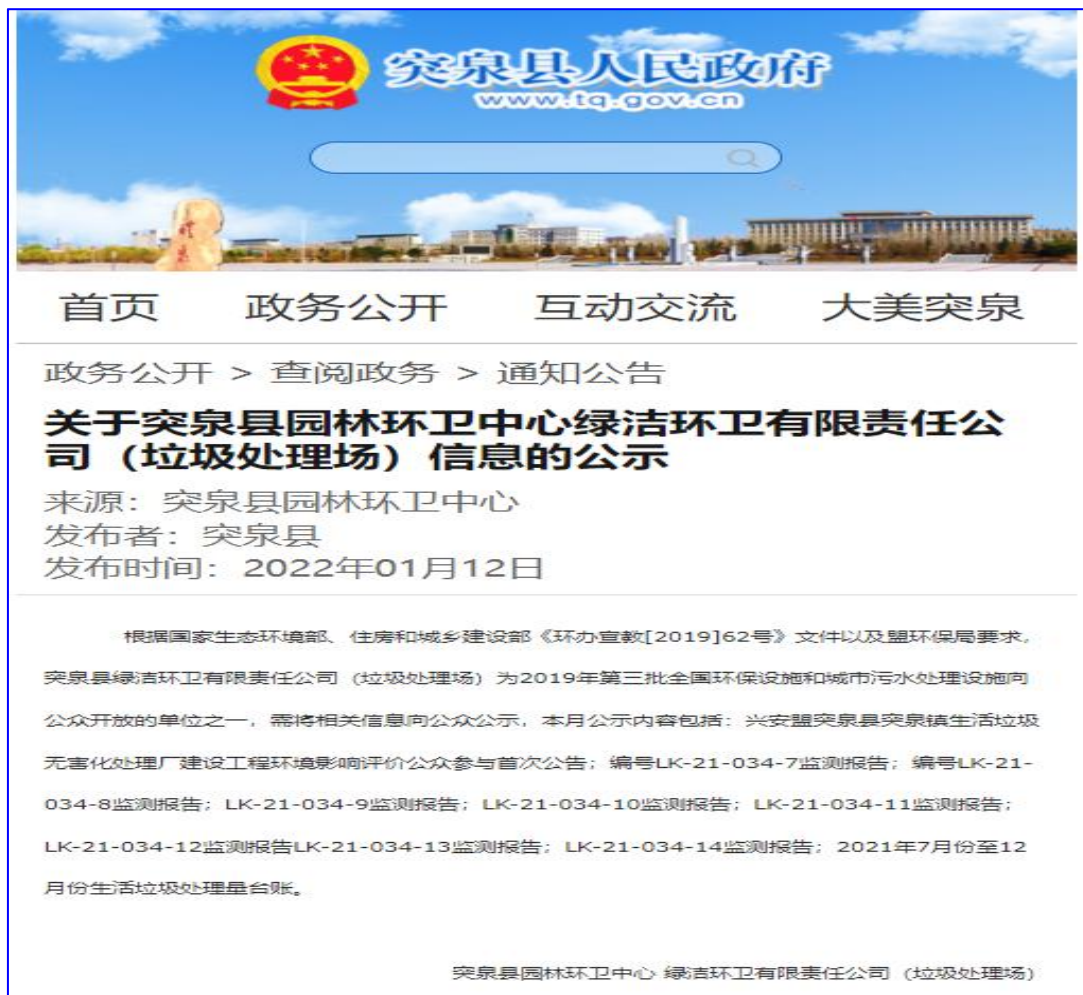 突泉县人民政府
www.tq.gov.cn
首页 政务公开 互动交流 大美突泉
政务公开 > 查阅政务 > 通知公告
关于突泉县园林环卫中心绿洁环卫有限责任公
司（垃圾处理场）信息的公示
来源：突泉县园林环卫中心
发布者：突泉县
发布时间：2022年01月12日
根据国家生态环境部、住房和城乡建设部《环办宣教[2019]62号》文件以及盟环保局要求，
突泉县绿洁环卫有限责任公司（垃圾处理场）为2019年第三批全国环保设施和城市污水处理设施向
公众开放的单位之一，需将相关信息向公众公示，本月公示内容包括：兴安盟突泉县突泉镇生活垃圾
无害化处理厂建设工程环境影响评价公众参与首次公告；编号LK-21-034-7监测报告；编号LK-21-
034-8监测报告；LK-21-034-9监测报告；LK-21-034-10监测报告；LK-21-034-11监测报告；
LK-21-034-12监测报告LK-21-034-13监测报告；LK-21-034-14监测报告；2021年7月份至12
月份生活垃圾处理量台账。
突泉县园林环卫中心 绿洁环卫有限责任公司（垃圾处理场）